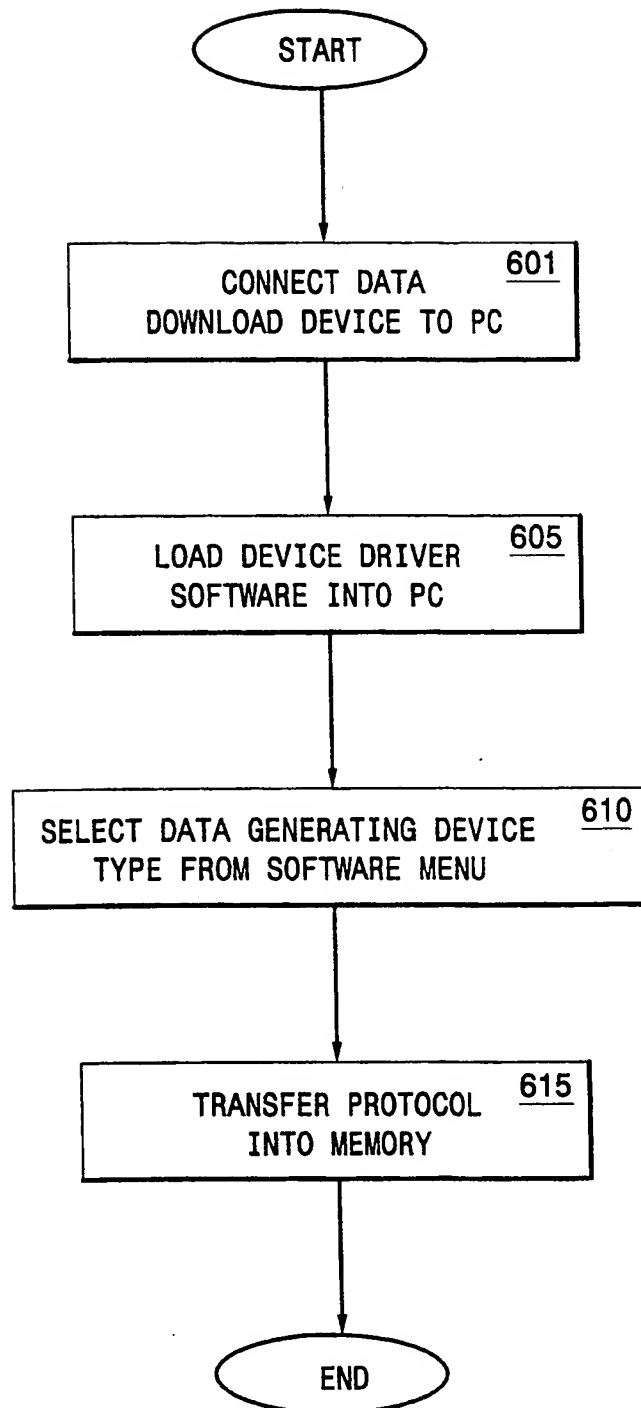 START
601
CONNECT DATA
DOWNLOAD DEVICE TO PC
605
LOAD DEVICE DRIVER
SOFTWARE INTO PC
610
SELECT DATA GENERATING DEVICE
TYPE FROM SOFTWARE MENU
615
TRANSFER PROTOCOL
INTO MEMORY
END